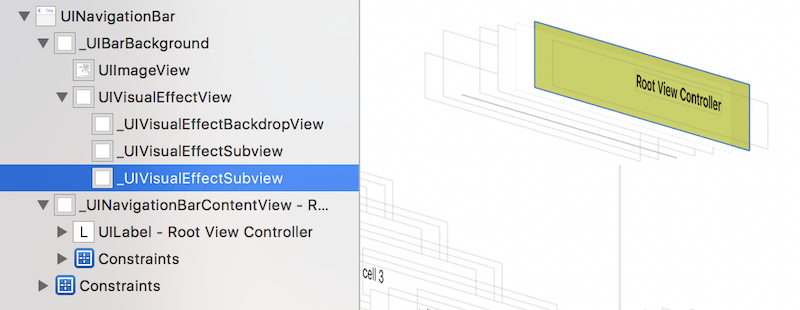 UINavigationBar
_UIBarBackground
UIImageView
UIVisualEffectView
_UIVisualEffectBackdropView
_UIVisualEffectSubview
_UIVisualEffectSubview
_UINavigationBarContentView - R...
L UILabel - Root View Controller
Constraints
Constraints
Root View Controller
cell 3